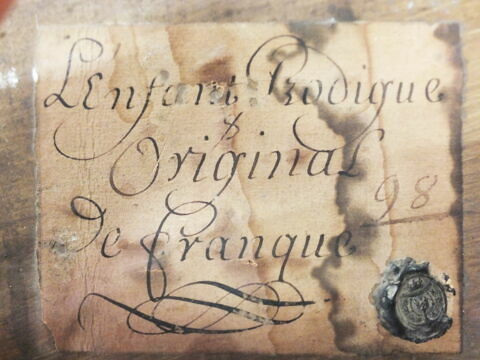 L'Enfant Prodigue
&
Original
98
De Franque